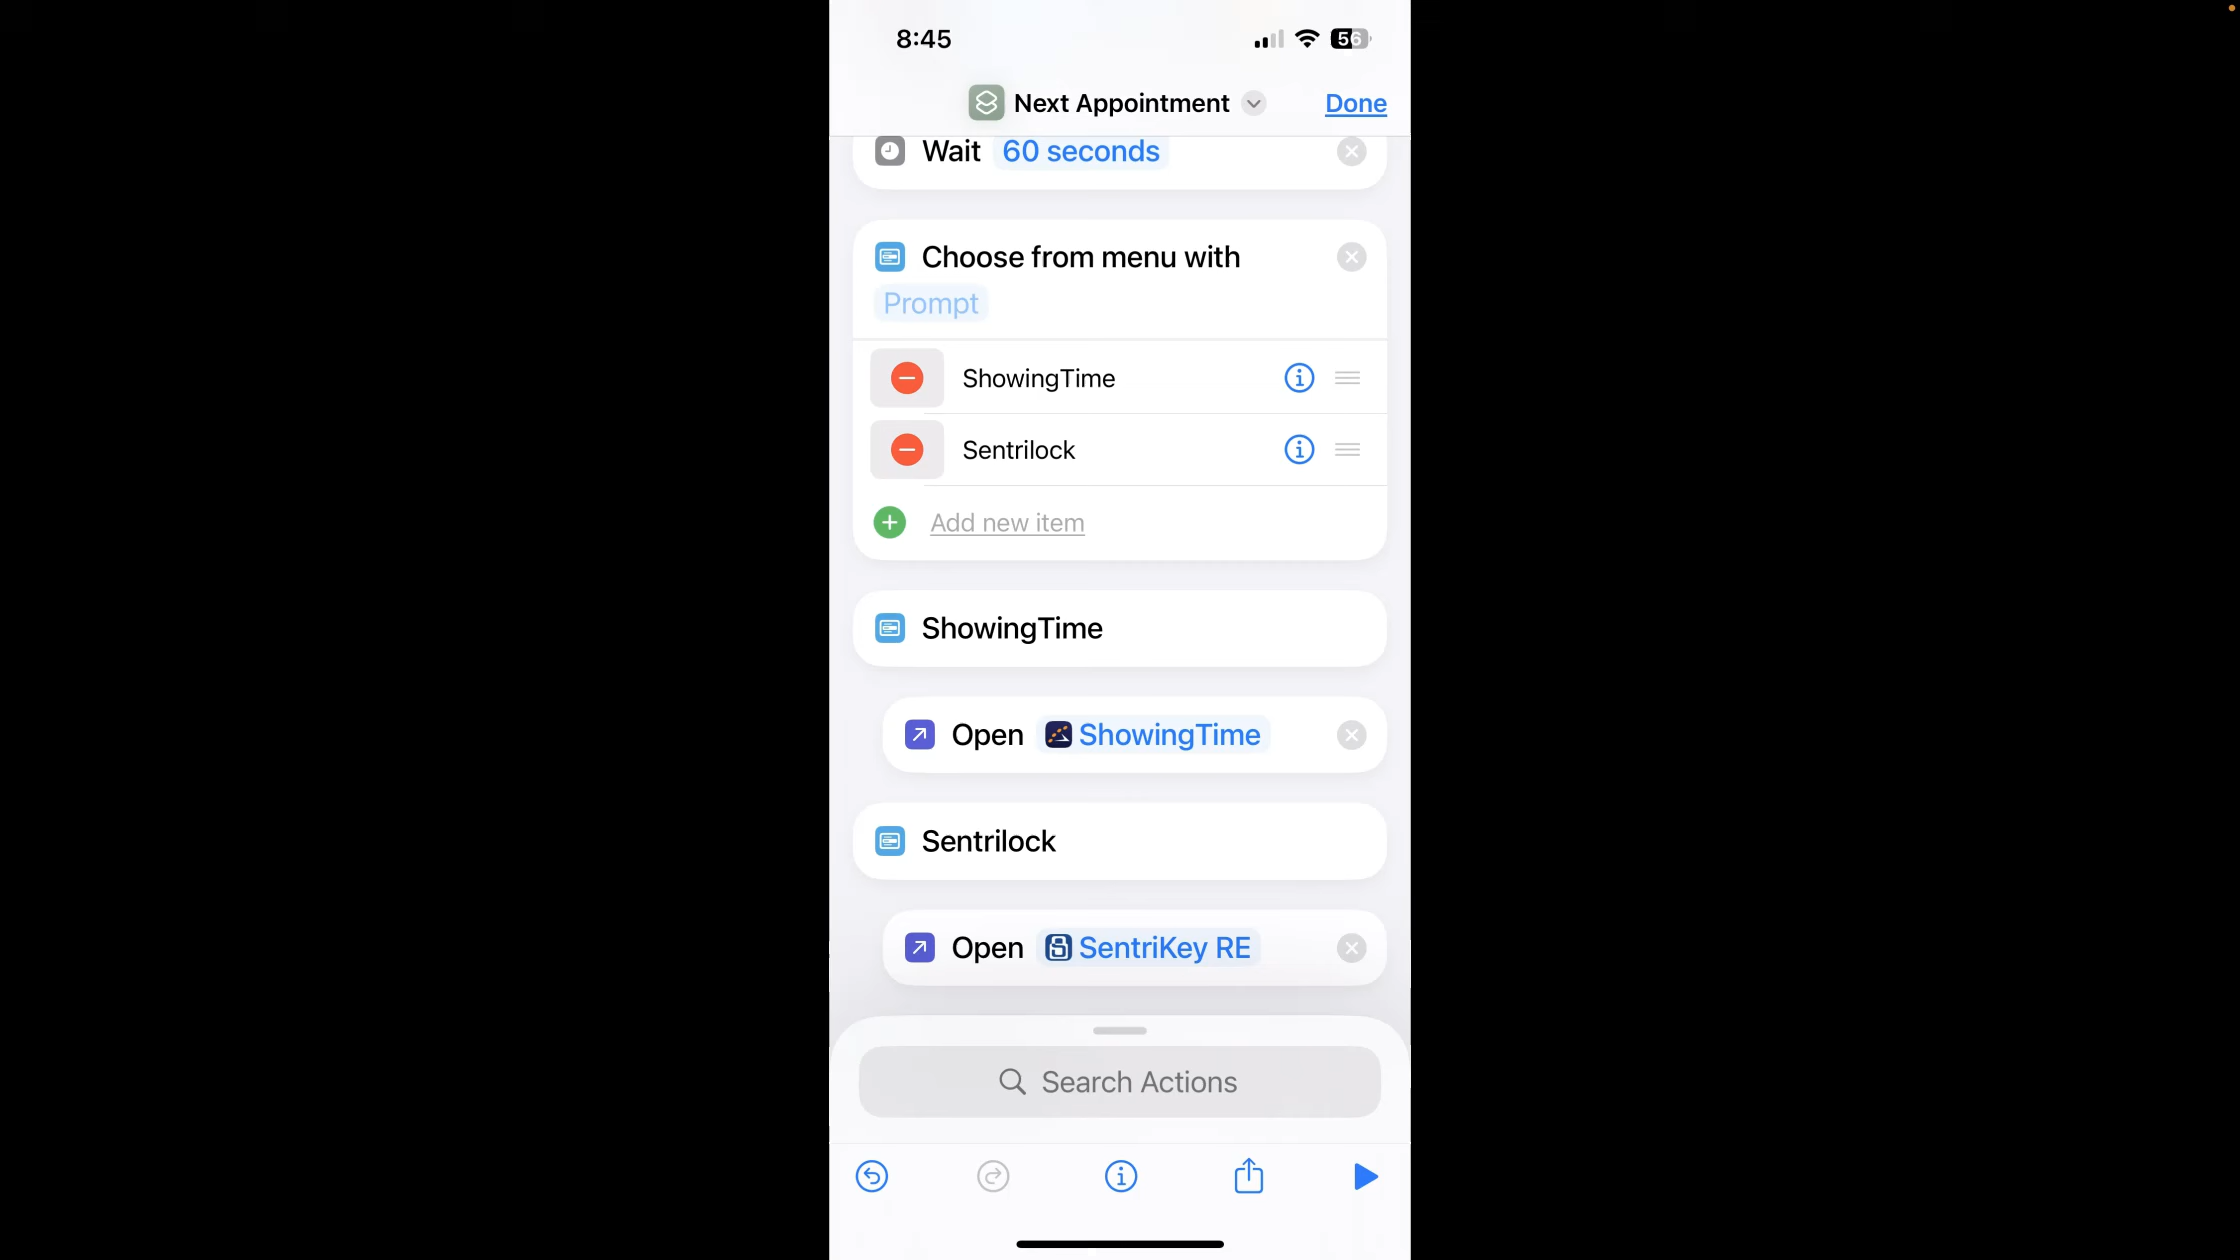 8:45
56
Next Appointment
Done
Wait 60 seconds
Choose from menu with
Prompt
ShowingTime
Sentrilock
Add new item
ShowingTime
Open ShowingTime
Sentrilock
Open SentriKey RE
Search Actions